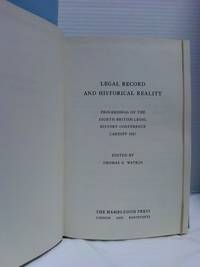 LEGAL RECORD
AND HISTORICAL REALITY
PROCEEDINGS OF THE
EIGHTH BRITISH LEGAL
HISTORY CONFERENCE
CARDIFF 1987
EDITED BY
THOMAS G. WATKIN
THE HAMBLEDON PRESS
LONDON AND RONCEVERTE